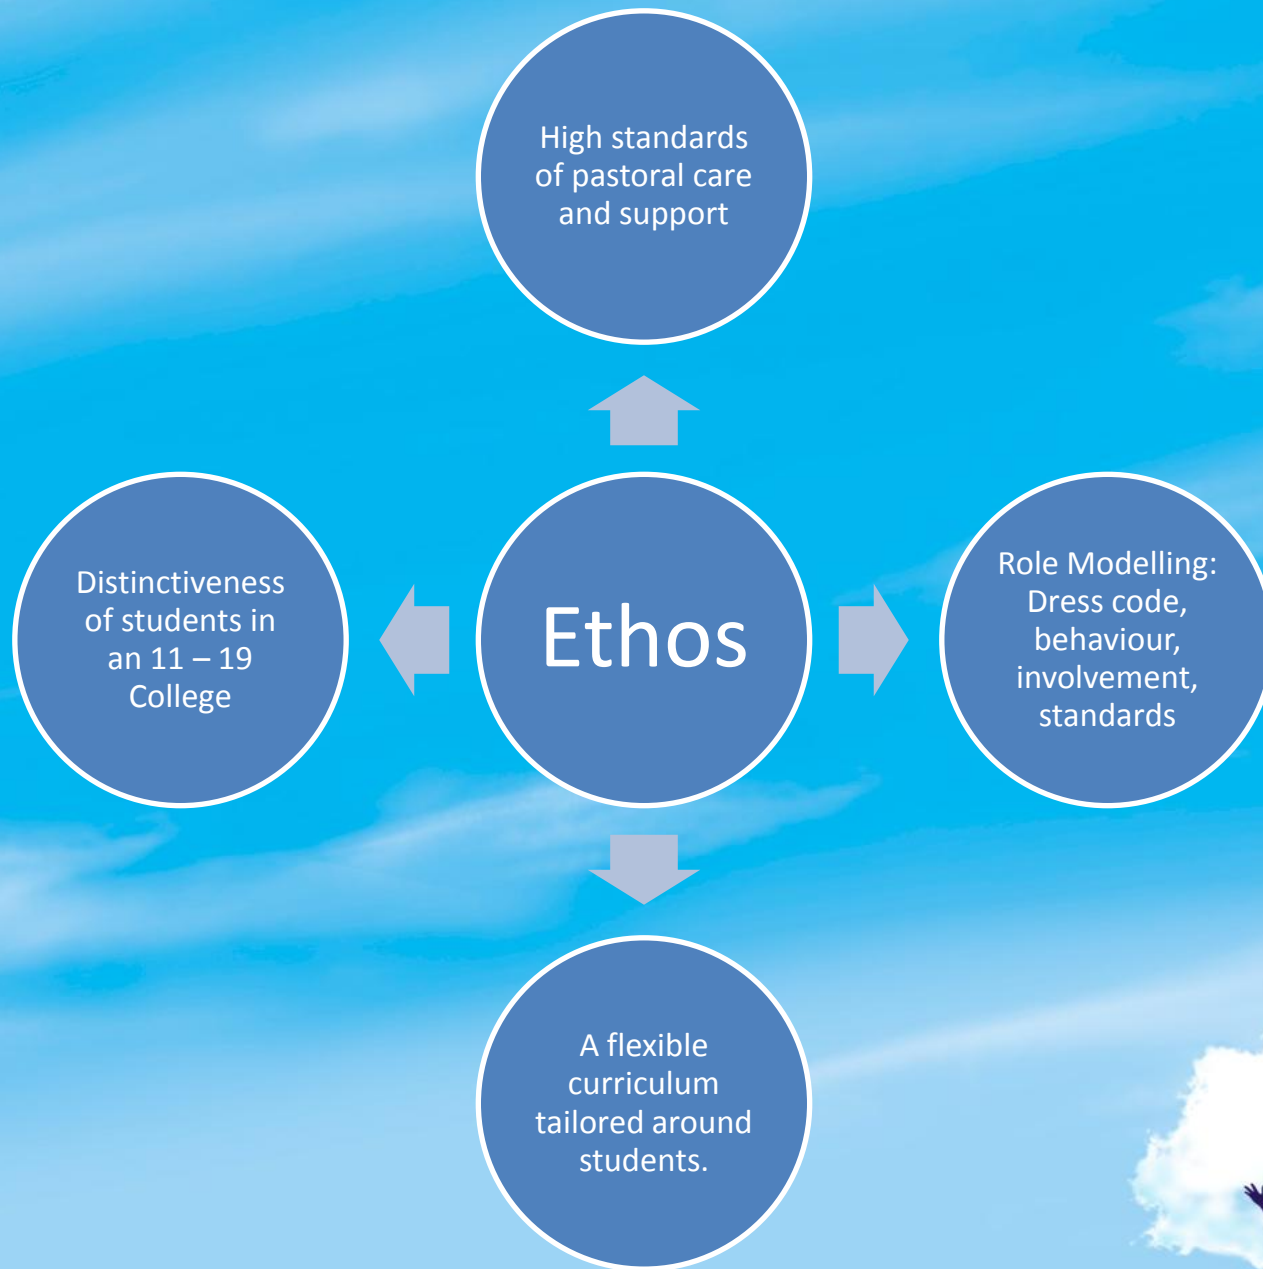 High standards
of pastoral care
and support
Distinctiveness
of students in
an 11 – 19
College
Ethos
Role Modelling:
Dress code,
behaviour,
involvement,
standards
A flexible
curriculum
tailored around
students.